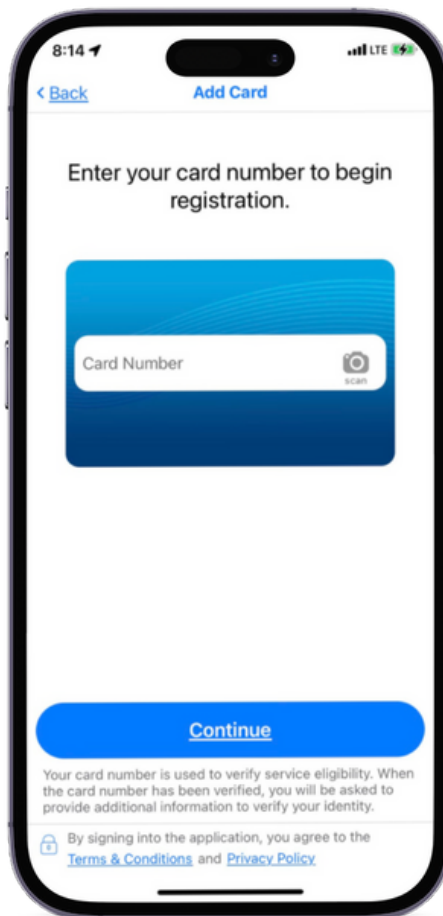 8:14
LTE
Back
Add Card
Enter your card number to begin
registration.
Card Number
scan
Continue
Your card number is used to verify service eligibility. When
the card number has been verified, you will be asked to
provide additional information to verify your identity.
By signing into the application, you agree to the
Terms & Conditions and Privacy Policy